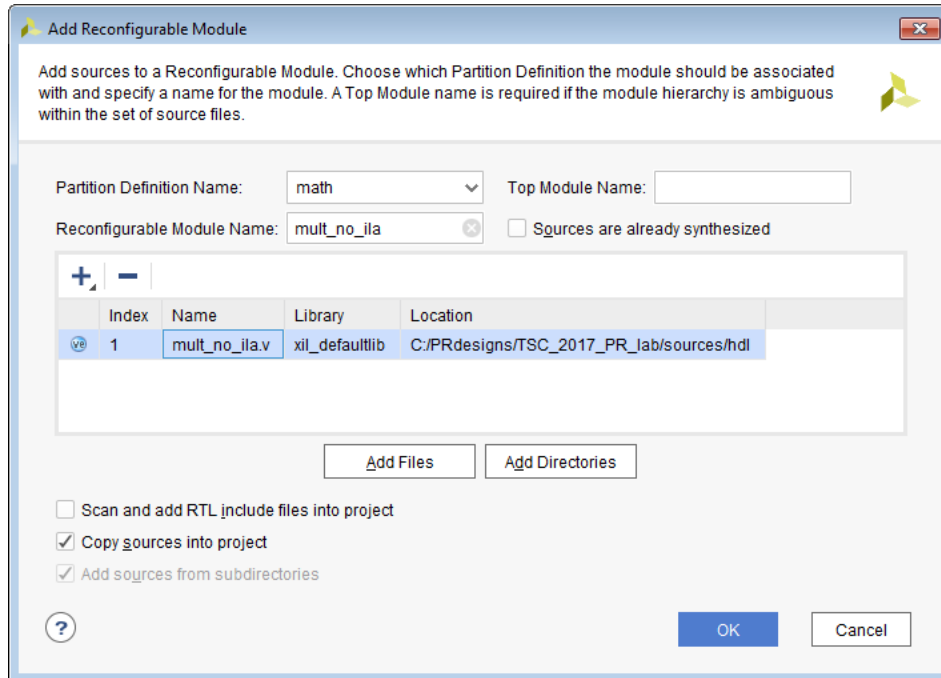 Add Reconfigurable Module
Add sources to a Reconfigurable Module. Choose which Partition Definition the module should be associated
with and specify a name for the module. A Top Module name is required if the module hierarchy is ambiguous
within the set of source files.
Partition Definition Name: math Top Module Name:
Reconfigurable Module Name: mult_no_ila Sources are already synthesized
Index Name Library Location
ve 1 mult_no_ila.v xil_defaultlib C:/PRdesigns/TSC_2017_PR_lab/sources/hdl
Add Files Add Directories
Scan and add RTL include files into project
Copy sources into project
Add sources from subdirectories
? OK Cancel